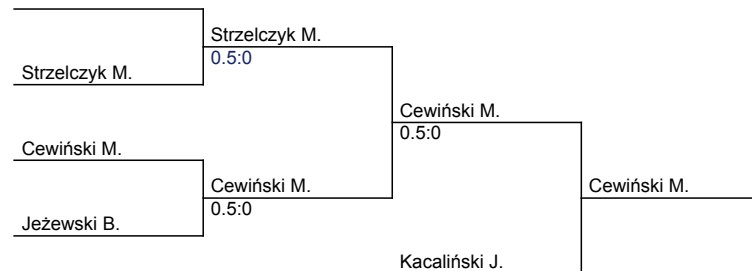 Strzelczyk M.
0.5:0
Strzelczyk M.
Cewiński M.
0.5:0
Cewiński M.
Cewiński M.
0.5:0
Cewiński M.
Jeżewski B.
Kacaliński J.